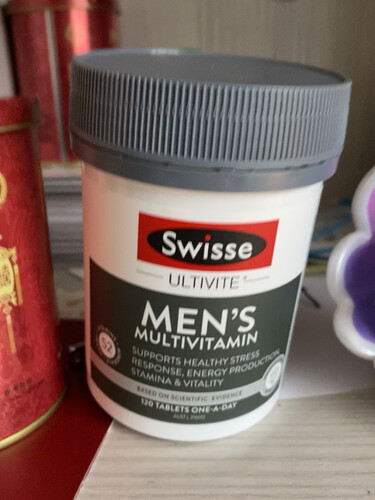 Swisse
ULTIVITE
MEN'S
MULTIVITAMIN
52
SUPPORTS HEALTHY STRESS
RESPONSE, ENERGY PRODUCTION,
STAMINA & VITALITY
BASED ON SCIENTIFIC EVIDENCE
120 TABLETS ONE-A-DAY